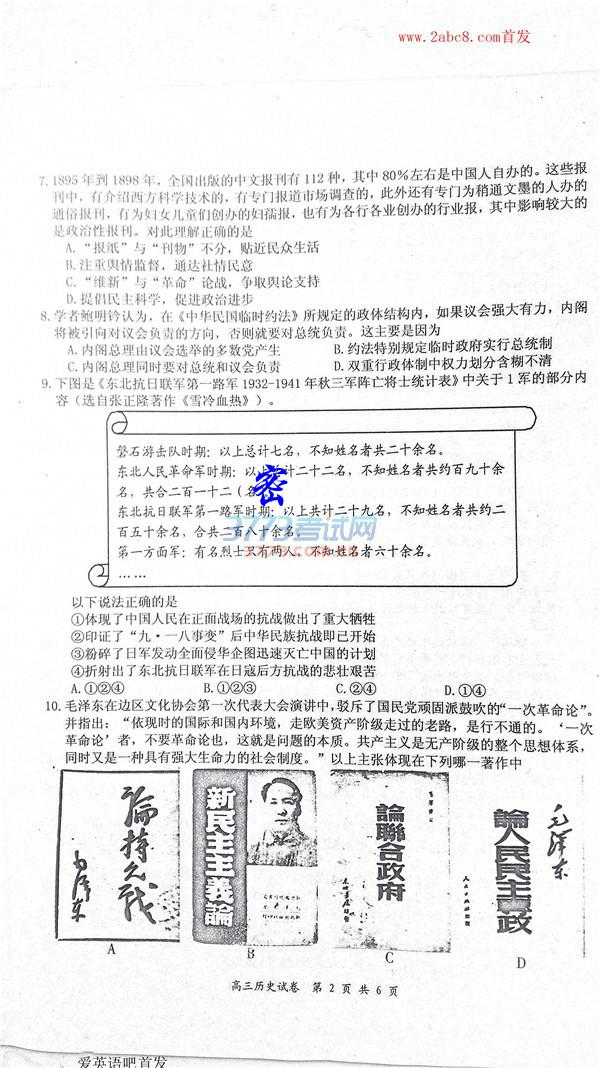 www.2abc8.com首发
7.1895年到1898年，全国出版的中文报刊有112种，其中80%左右是中国人自办的。这些报
刊中，有介绍西方科学技术的，有专门报道市场调查的，此外还有专门为稍通文墨的人办的
通俗报刊，有为妇女儿童们创办的妇孺报，也有为各行各业创办的行业报，其中影响较大的
是政治性报刊。对此理解正确的是
A.“报纸”与“刊物”不分，贴近民众生活
B.注重舆情监督，通达社情民意
C.“维新”与“革命”论战，争取舆论支持
D.提倡民主科学，促进政治进步
8.学者鲍明钤认为，在《中华民国临时约法》所规定的政体结构内，如果议会强大有力，内阁
将被引向对议会负责的方向，否则就要对总统负责。这主要是因为
A.内阁总理由议会选举的多数党产生 B.约法特别规定临时政府实行总统制
C.内阁总理同时要对总统和议会负责 D.双重行政体制中权力划分含糊不清
9.下图是《东北抗日联军第一路军1932-1941年秋三军阵亡将士统计表》中关于1军的部分内
容（选自张正隆著作《雪冷血热》）。
磐石游击队时期：以上总计七名，不知姓名者共二十余名。
东北人民革命军时期：以上共计二十二名，不知姓名者共约百九十余
名，共合二百一十二（名）
东北抗日联军第一路军时期：以上共计二十九名，不知姓名者共约二
百五十余名，合共二百八十余名。
第一方面军：有名烈士只有两人，不知姓名者六十余名。
……
密
3773考试网
以下说法正确的是
①体现了中国人民在正面战场的抗战做出了重大牺牲
②印证了“九·一八事变”后中华民族抗战即已开始
③粉碎了日军发动全面侵华企图迅速灭亡中国的计划
④折射出了东北抗日联军在日寇后方抗战的悲壮艰苦
A.①②④ B.①②③ C.②④ D.①④
10.毛泽东在边区文化协会第一次代表大会演讲中，驳斥了国民党顽固派鼓吹的“一次革命论”。
并指出：“依现时的国际和国内环境，走欧美资产阶级走过的老路，是行不通的。‘一次
革命论’者，不要革命论也，这就是问题的本质。共产主义是无产阶级的整个思想体系，
同时又是一种具有强大生命力的社会制度。”以上主张体现在下列哪一著作中
論持久戰
毛澤東
新民主主義論
論聯合政府
論人民民主專政
毛澤東
人民出版社
A
B
C
D
高三历史试卷 第2页 共6页
爱英语吧首发